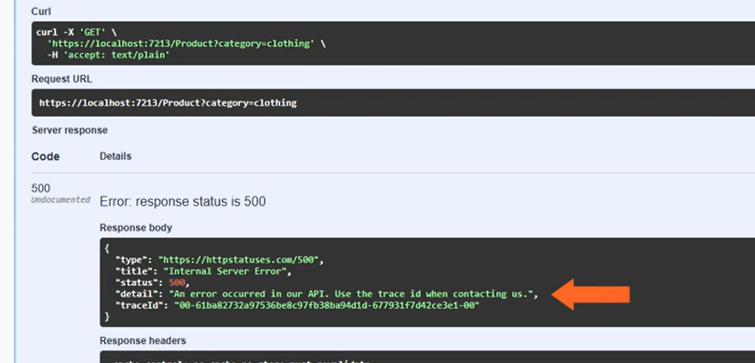 Curl
curl -X 'GET' \
'https://localhost:7213/Product?category=clothing' \
-H 'accept: text/plain'
Request URL
https://localhost:7213/Product?category=clothing
Server response
Code Details
500
Undocumented
Error: response status is 500
Response body
{
"type": "https://httpstatuses.com/500",
"title": "Internal Server Error",
"status": 500,
"detail": "An error occurred in our API. Use the trace id when contacting us.",
"traceId": "00-61ba82732a97536be8c97fb38ba94d1d-677931f7d42ce3e1-00"
}
Response headers